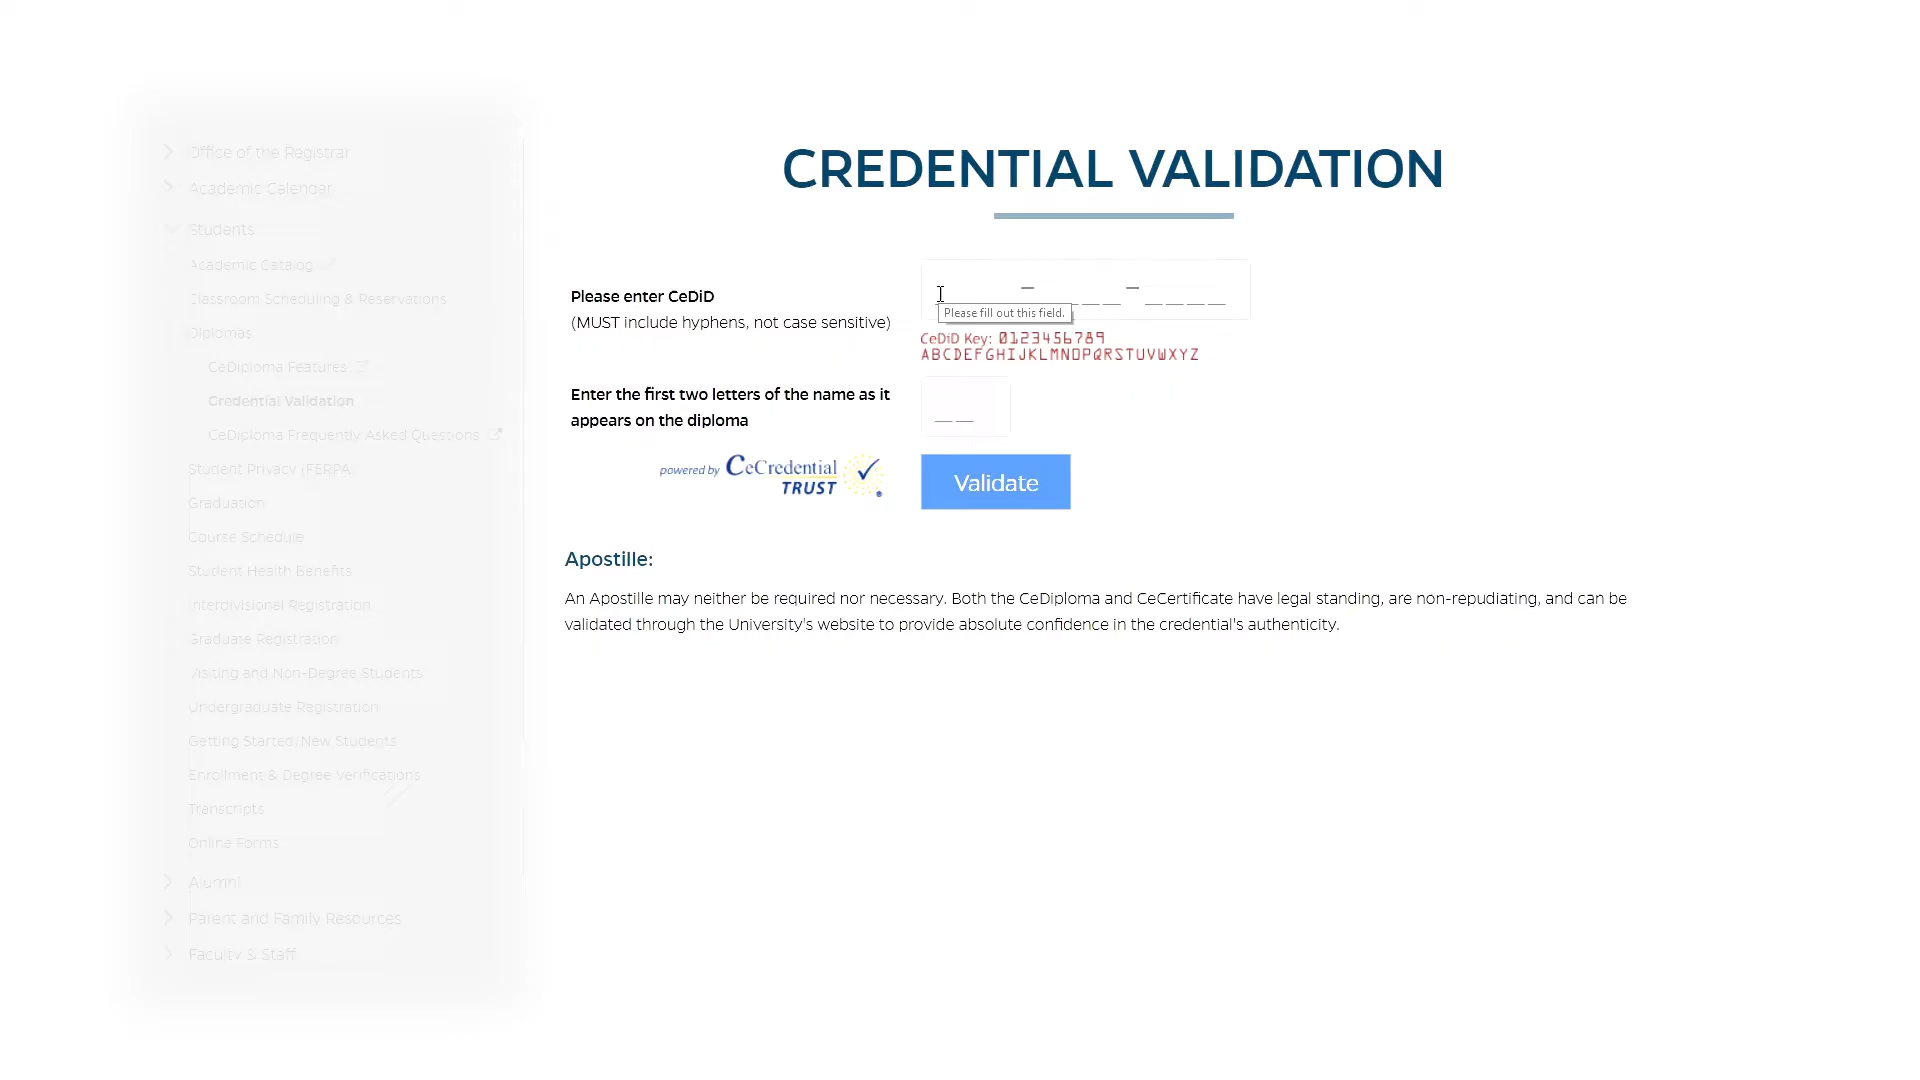 Office of the Registrar
Academic Calendar
Students
Academic Catalog
Classroom Scheduling & Reservations
Diplomas
CeDiploma Features
Credential Validation
CeDiploma Frequently Asked Questions
Student Privacy (FERPA)
Graduation
Course Schedule
Student Health Benefits
Interdivisional Registration
Graduate Registration
Visiting and Non-Degree Students
Undergraduate Registration
Getting Started/New Students
Enrollment & Degree Verifications
Transcripts
Online Forms
Alumni
Parent and Family Resources
Faculty & Staff
CREDENTIAL VALIDATION
Please enter CeDiD
(MUST include hyphens, not case sensitive)
Please fill out this field.
CeDiD Key: 0123456789
ABCDEFGHIJKLMNOPQRSTUVWXYZ
Enter the first two letters of the name as it
appears on the diploma
powered by CeCredential
TRUST
Validate
Apostille:
An Apostille may neither be required nor necessary. Both the CeDiploma and CeCertificate have legal standing, are non-repudiating, and can be
validated through the University's website to provide absolute confidence in the credential's authenticity.